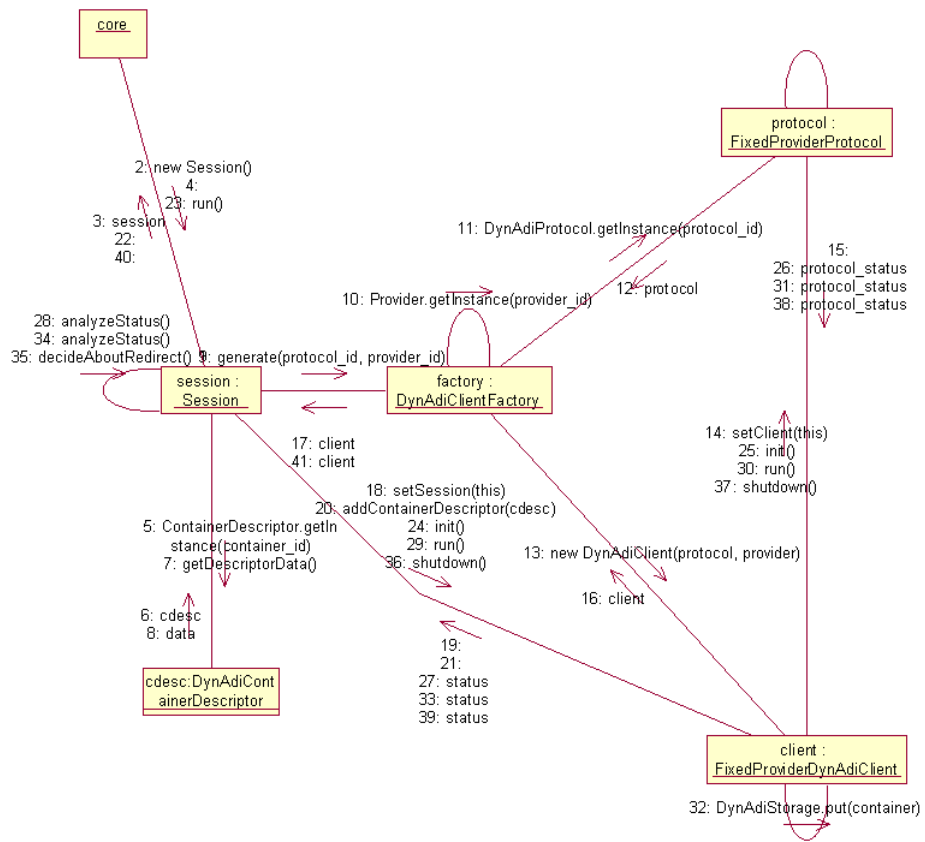 core
protocol :
FixedProviderProtocol
2: new Session()
4:
23: run()
3: session
22:
40:
11: DynAdiProtocol.getInstance(protocol_id)
12: protocol
10: Provider.getInstance(provider_id)
15:
26: protocol_status
31: protocol_status
38: protocol_status
28: analyzeStatus()
34: analyzeStatus()
35: decideAboutRedirect()
9: generate(protocol_id, provider_id)
session :
Session
factory :
DynAdiClientFactory
14: setClient(this)
25: init()
30: run()
37: shutdown()
17: client
41: client
18: setSession(this)
20: addContainerDescriptor(cdesc)
24: init()
29: run()
36: shutdown()
5: ContainerDescriptor.getIn
stance(container_id)
7: getDescriptorData()
13: new DynAdiClient(protocol, provider)
16: client
6: cdesc
8: data
19:
21:
27: status
33: status
39: status
cdesc:DynAdiCont
ainerDescriptor
client :
FixedProviderDynAdiClient
32: DynAdiStorage.put(container)